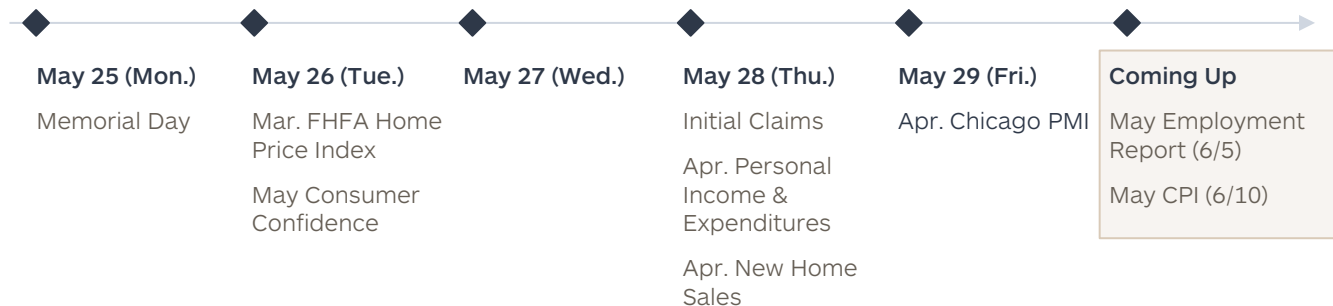 May 25 (Mon.)
Memorial Day
May 26 (Tue.)
Mar. FHFA Home
Price Index
May Consumer
Confidence
May 27 (Wed.)
May 28 (Thu.)
Initial Claims
Apr. Personal
Income &
Expenditures
Apr. New Home
Sales
May 29 (Fri.)
Apr. Chicago PMI
Coming Up
May Employment
Report (6/5)
May CPI (6/10)